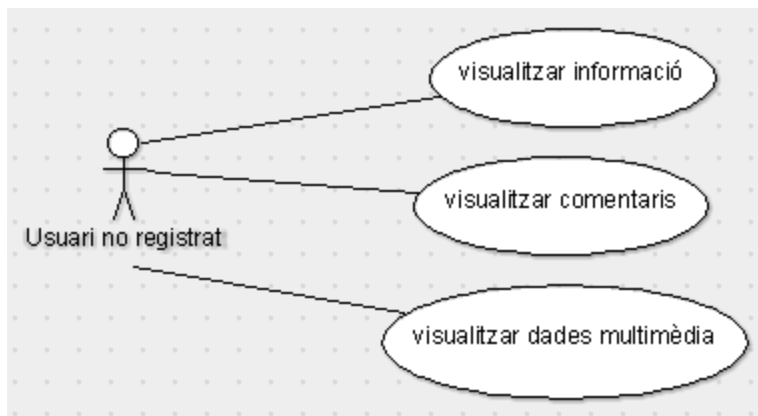 visualitzar informació
visualitzar comentaris
Usuari no registrat
visualitzar dades multimèdia